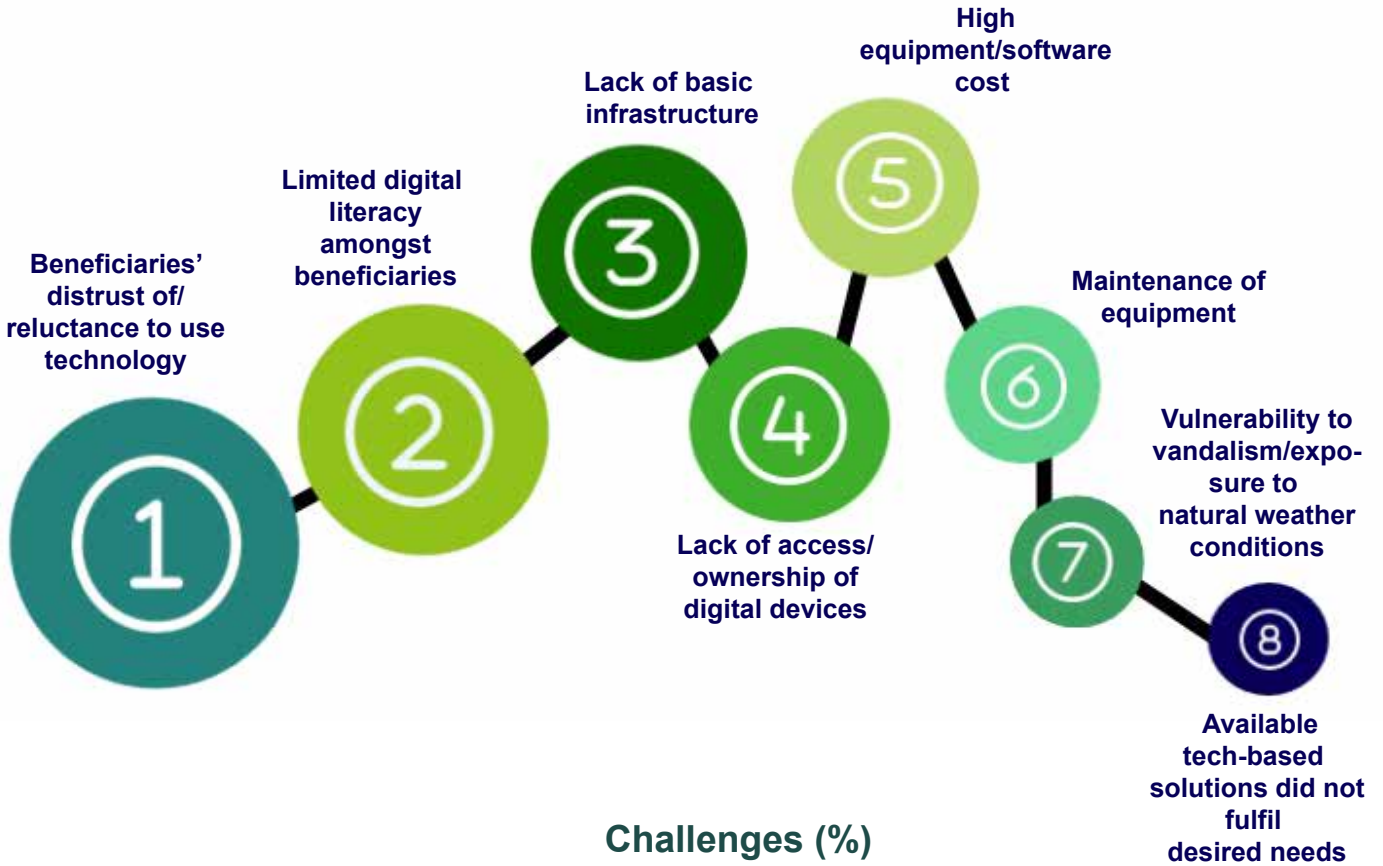 Beneficiaries’
distrust of/
reluctance to use
technology
1
Limited digital
literacy
amongst
beneficiaries
2
Lack of basic
infrastructure
3
4
Lack of access/
ownership of
digital devices
High
equipment/software
cost
5
Maintenance of
equipment
6
Vulnerability to
vandalism/expo-
sure to
natural weather
conditions
7
8
Available
tech-based
solutions did not
fulfil
desired needs
Challenges (%)